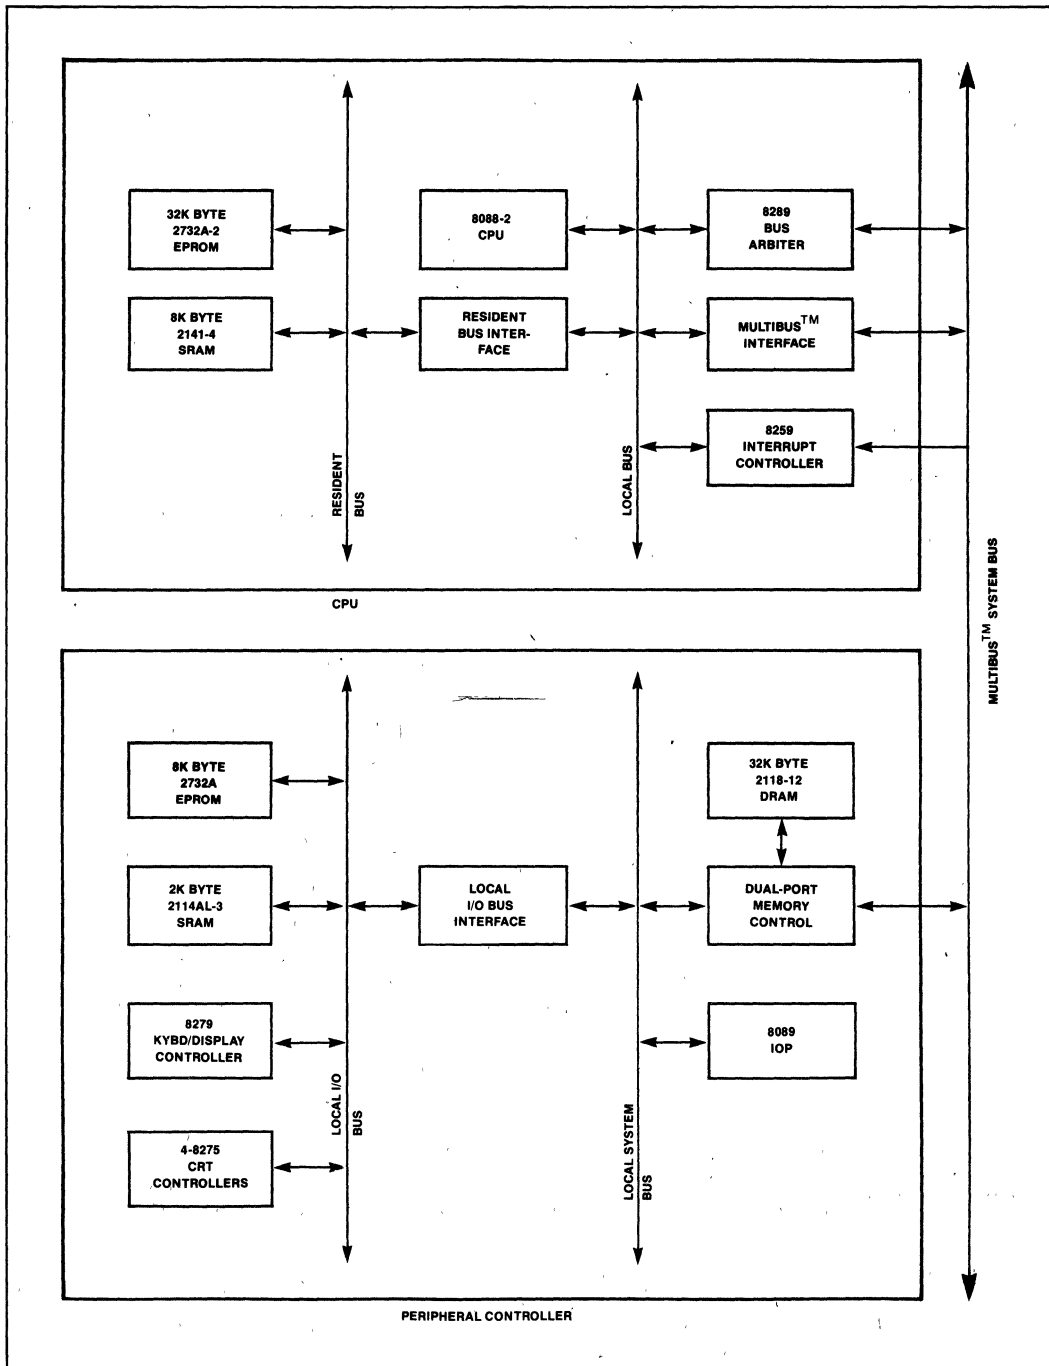 32K BYTE
2732A-2
EPROM
8088-2
CPU
8289
BUS
ARBITER
8K BYTE
2141-4
SRAM
RESIDENT
BUS INTER-
FACE
MULTIBUS™
INTERFACE
8259
INTERRUPT
CONTROLLER
RESIDENT
BUS
LOCAL BUS
CPU
MULTIBUS™ SYSTEM BUS
8K BYTE
2732A
EPROM
32K BYTE
2118-12
DRAM
2K BYTE
2114AL-3
SRAM
LOCAL
I/O BUS
INTERFACE
DUAL-PORT
MEMORY
CONTROL
8279
KYBD/DISPLAY
CONTROLLER
8089
IOP
4-8275
CRT
CONTROLLERS
LOCAL I/O
BUS
LOCAL SYSTEM
BUS
PERIPHERAL CONTROLLER